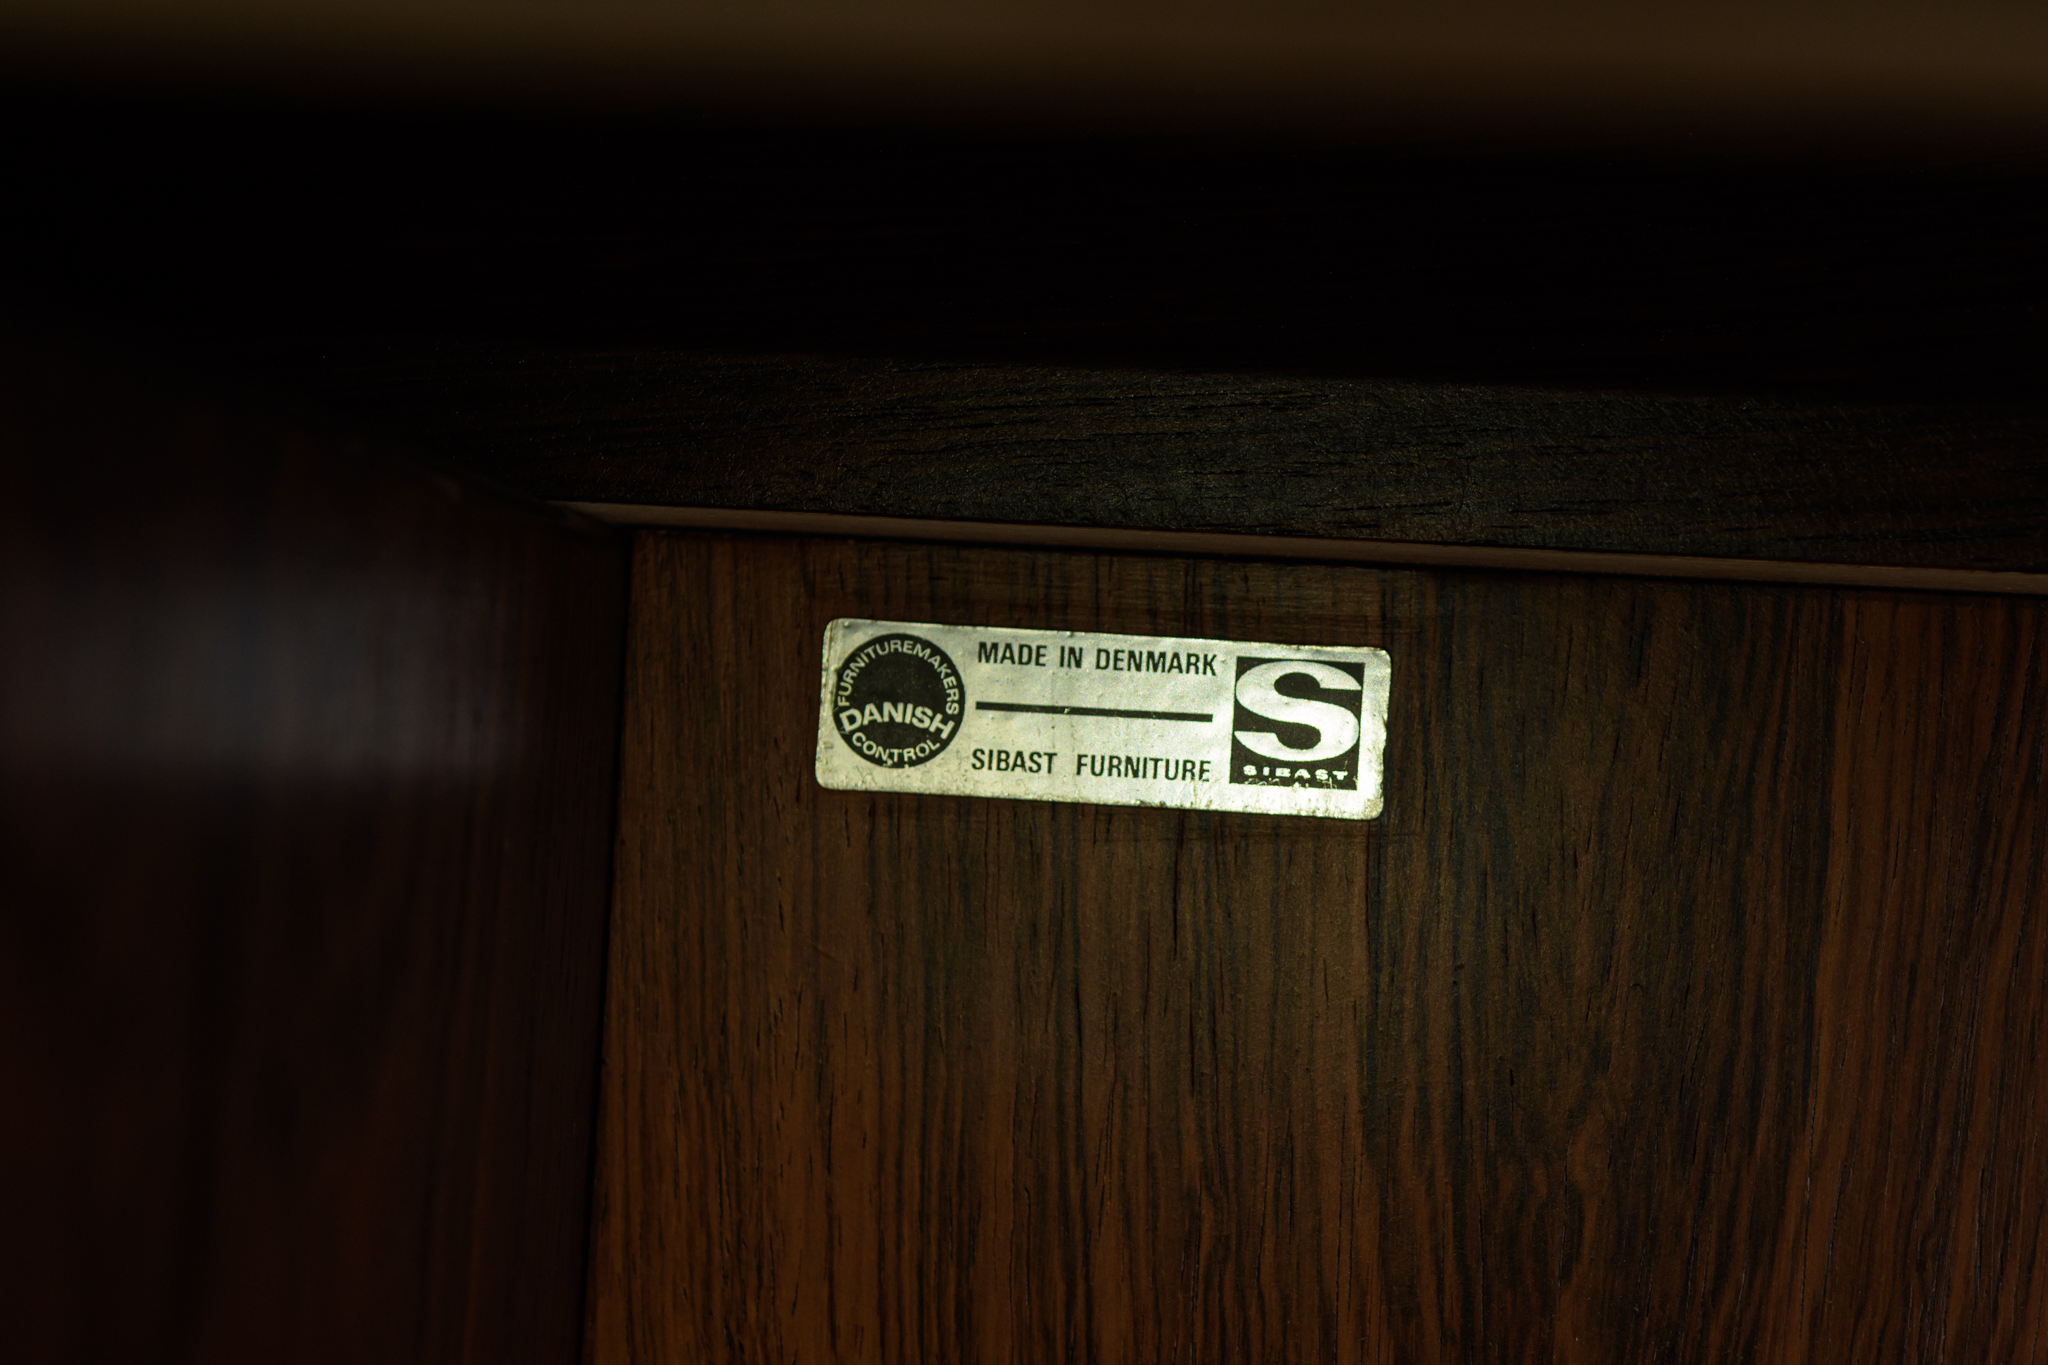 FURNITUREMAKERS
DANISH
CONTROL
MADE IN DENMARK
SIBAST FURNITURE
S
SIBAST